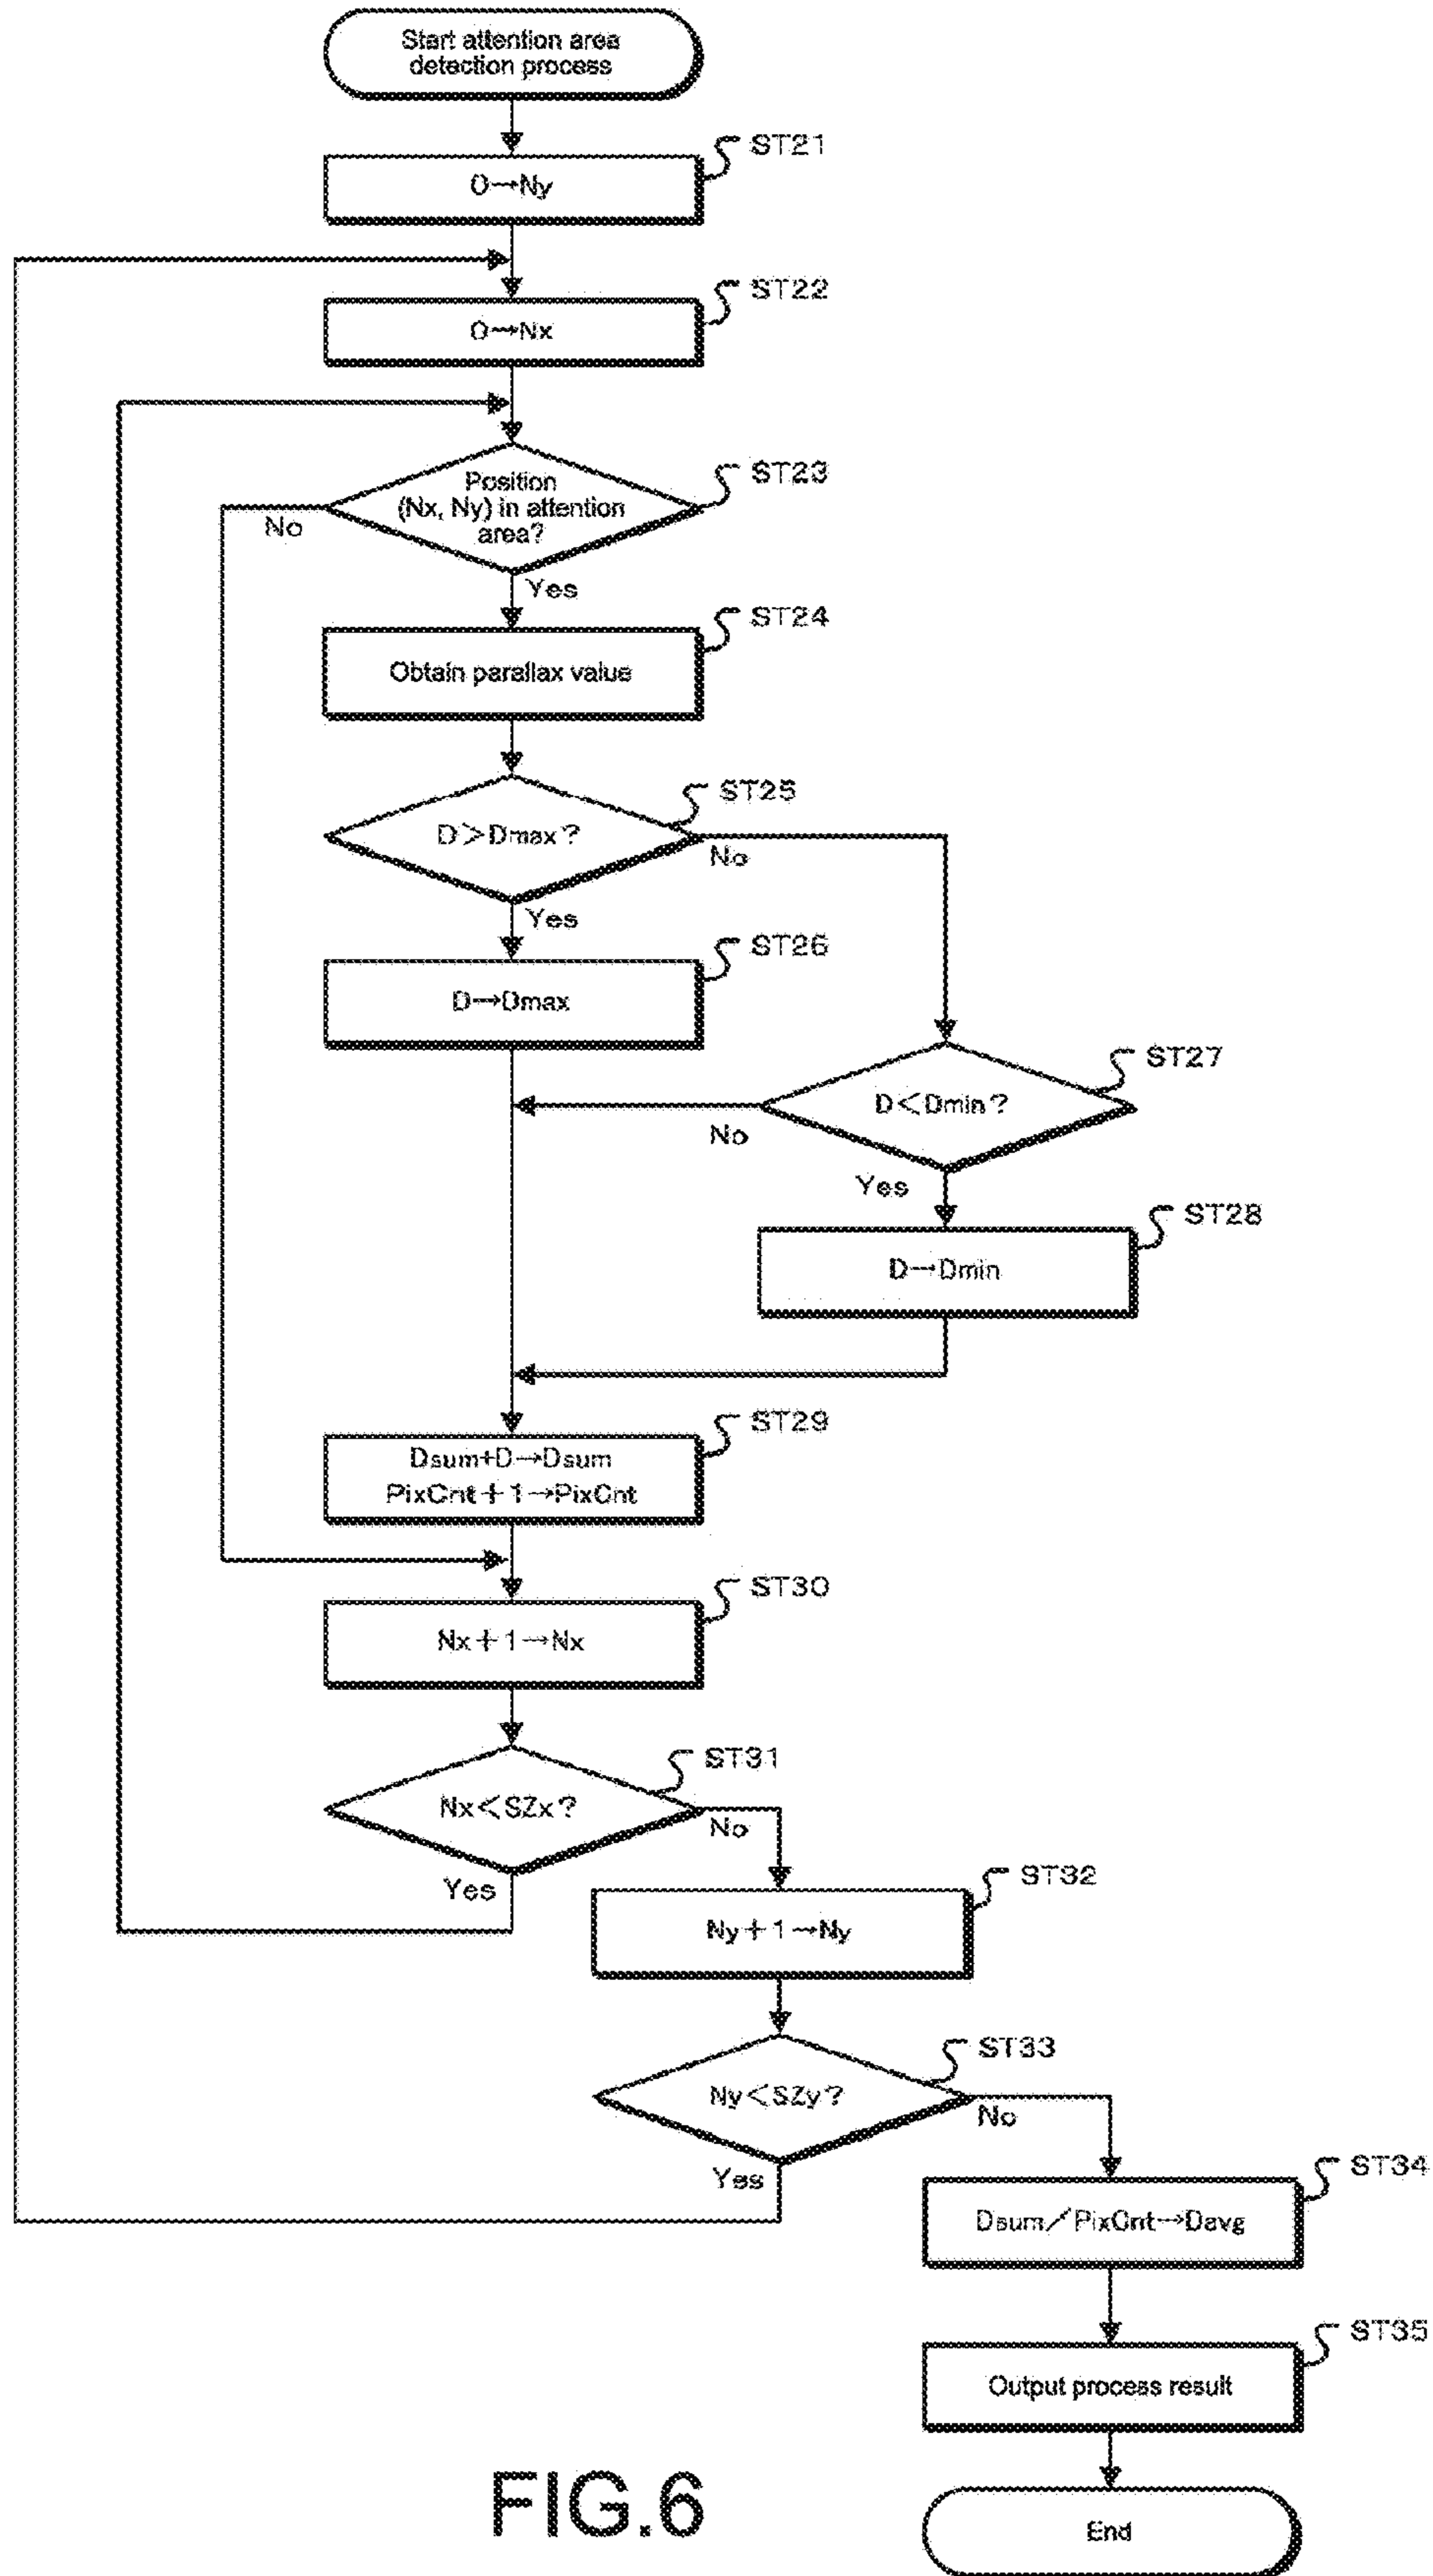 Start attention area
detection process
ST21
0→Ny
ST22
0→Nx
ST23
Position
(Nx, Ny) in attention
area?
No
Yes
ST24
Obtain parallax value
ST25
D>Dmax?
No
Yes
ST26
D→Dmax
ST27
D<Dmin?
No
Yes
ST28
D→Dmin
ST29
Dsum+D→Dsum
PixCnt+1→PixCnt
ST30
Nx+1→Nx
ST31
Nx<SZx?
No
Yes
ST32
Ny+1→Ny
ST33
Ny<SZy?
No
Yes
ST34
Dsum/PixCnt→Davg
ST35
Output process result
End
FIG.6